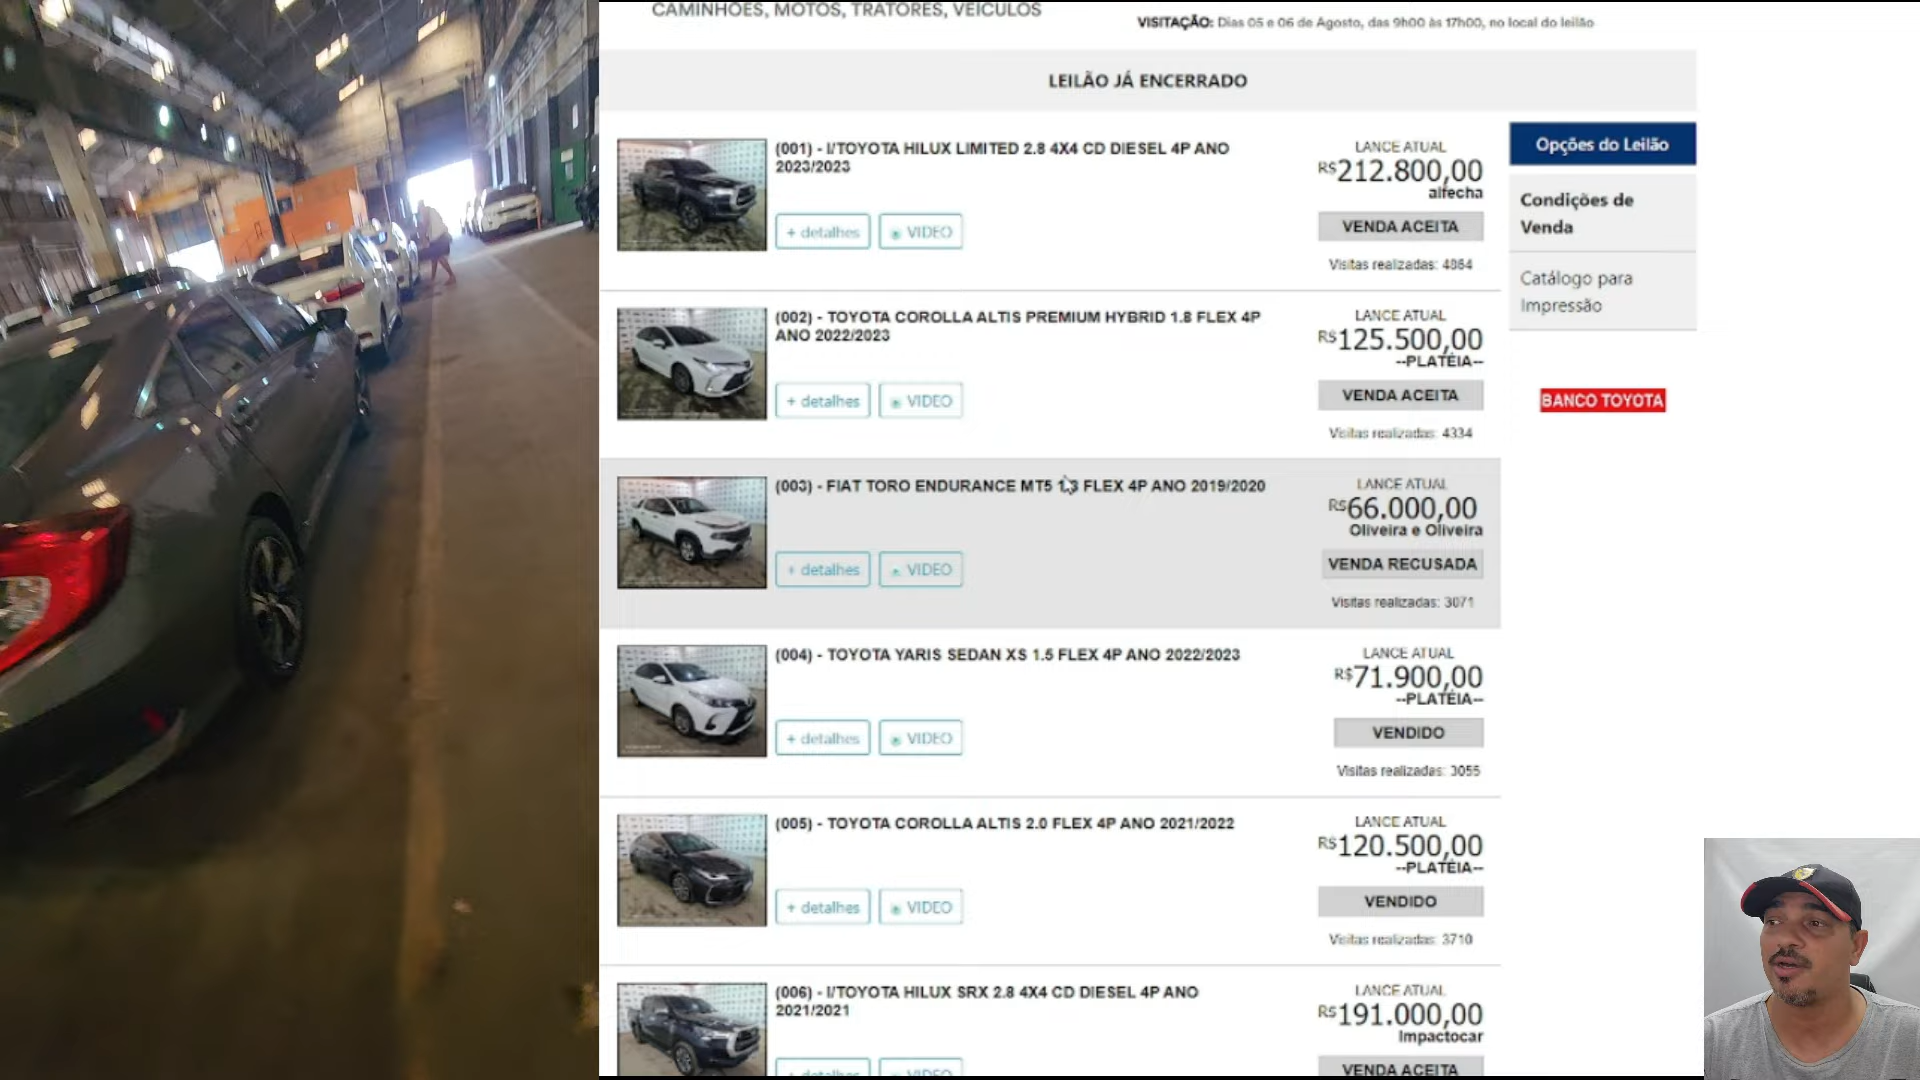 CAMINHÕES, MOTOS, TRATORES, VEÍCULOS
VISITAÇÃO: Dias 05 e 06 de Agosto, das 9h00 às 17h00, no local do leilão
LEILÃO JÁ ENCERRADO
(001) - I/TOYOTA HILUX LIMITED 2.8 4X4 CD DIESEL 4P ANO
2023/2023
+ detalhes
VIDEO
LANCE ATUAL
R$212.800,00
alfecha
VENDA ACEITA
Visitas realizadas: 4864
Opções do Leilão
Condições de
Venda
Catálogo para
Impressão
BANCO TOYOTA
(002) - TOYOTA COROLLA ALTIS PREMIUM HYBRID 1.8 FLEX 4P
ANO 2022/2023
+ detalhes
VIDEO
LANCE ATUAL
R$125.500,00
--PLATÉIA--
VENDA ACEITA
Visitas realizadas: 4334
(003) - FIAT TORO ENDURANCE MT5 1.3 FLEX 4P ANO 2019/2020
+ detalhes
VIDEO
LANCE ATUAL
R$66.000,00
Oliveira e Oliveira
VENDA RECUSADA
Visitas realizadas: 3071
(004) - TOYOTA YARIS SEDAN XS 1.5 FLEX 4P ANO 2022/2023
+ detalhes
VIDEO
LANCE ATUAL
R$71.900,00
--PLATÉIA--
VENDIDO
Visitas realizadas: 3055
(005) - TOYOTA COROLLA ALTIS 2.0 FLEX 4P ANO 2021/2022
+ detalhes
VIDEO
LANCE ATUAL
R$120.500,00
--PLATÉIA--
VENDIDO
Visitas realizadas: 3710
(006) - I/TOYOTA HILUX SRX 2.8 4X4 CD DIESEL 4P ANO
2021/2021
+ detalhes
VIDEO
LANCE ATUAL
R$191.000,00
Impactocar
VENDA ACEITA